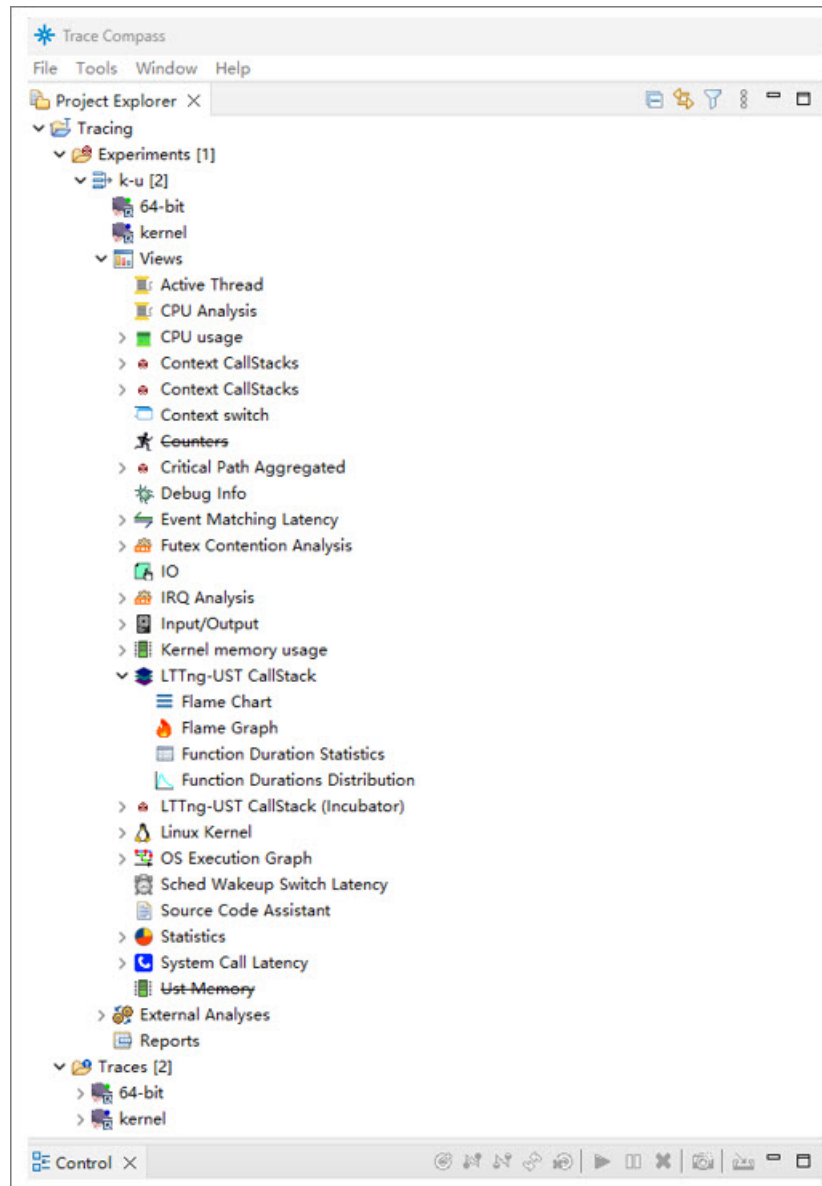 Trace Compass
File Tools Window Help
Project Explorer
Tracing
Experiments [1]
k-u [2]
64-bit
kernel
Views
Active Thread
CPU Analysis
CPU usage
Context CallStacks
Context CallStacks
Context switch
Counters
Critical Path Aggregated
Debug Info
Event Matching Latency
Futex Contention Analysis
IO
IRQ Analysis
Input/Output
Kernel memory usage
LTTng-UST CallStack
Flame Chart
Flame Graph
Function Duration Statistics
Function Durations Distribution
LTTng-UST CallStack (Incubator)
Linux Kernel
OS Execution Graph
Sched Wakeup Switch Latency
Source Code Assistant
Statistics
System Call Latency
Ust Memory
External Analyses
Reports
Traces [2]
64-bit
kernel
Control